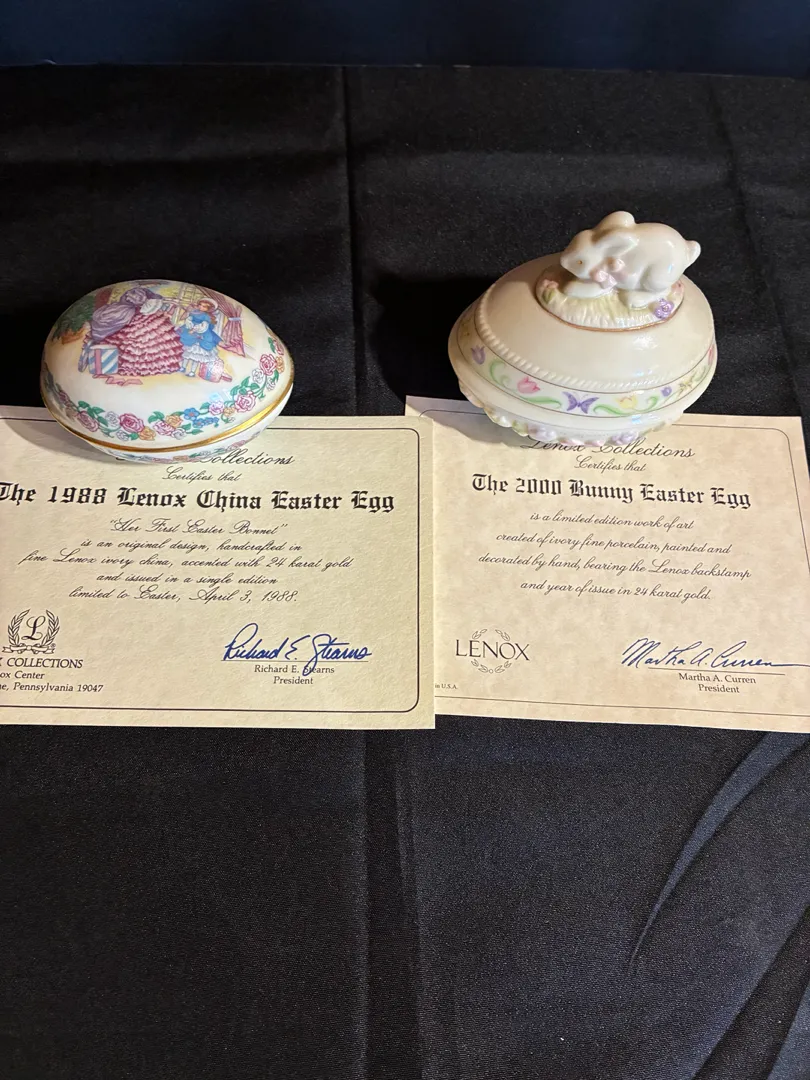 Collections
Certifies that
The 1988 Lenox China Easter Egg
"Her First Easter Bonnet"
is an original design, handcrafted in
fine Lenox ivory china, accented with 24 karat gold
and issued in a single edition
limited to Easter, April 3, 1988.
L
COLLECTIONS
Center
Pennsylvania 19047
Richard E. Stearns
Richard E. Stearns
President
Lenox Collections
Certifies that
The 2000 Bunny Easter Egg
is a limited edition work of art
created of ivory fine porcelain, painted and
decorated by hand, bearing the Lenox backstamp
and year of issue in 24 karat gold.
LENOX
in U.S.A.
Martha A. Curren
Martha A. Curren
President